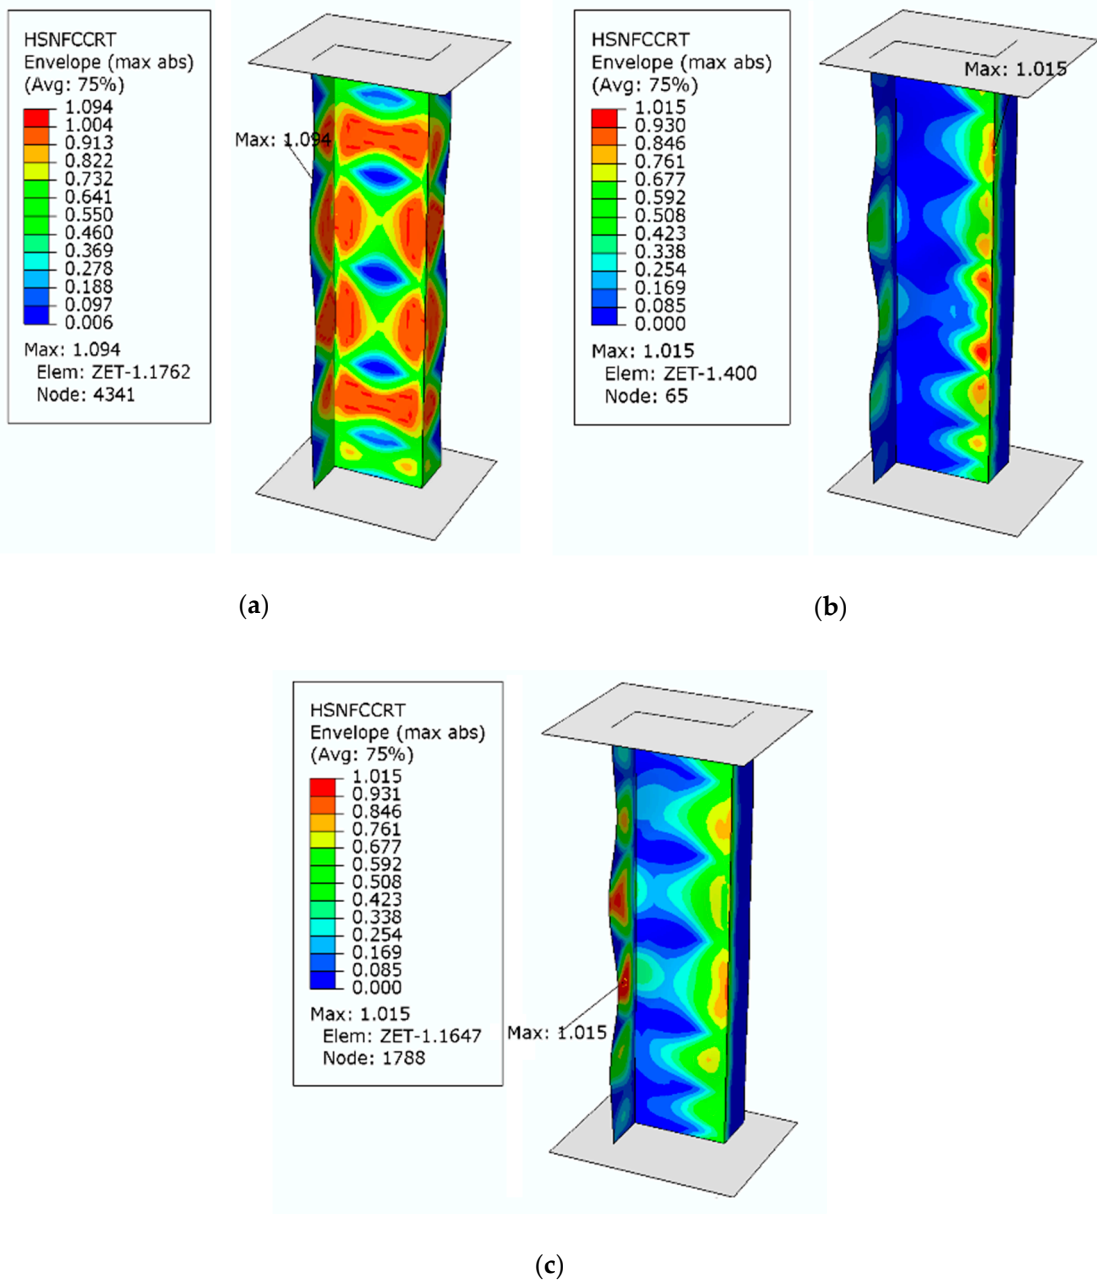 HSNFCCRT
Envelope (max abs)
(Avg: 75%)
1.094
1.004
0.913
0.822
0.732
0.641
0.550
0.460
0.369
0.278
0.188
0.097
0.006
Max: 1.094
Elem: ZET-1.1762
Node: 4341
Max: 1.094
(a)
HSNFCCRT
Envelope (max abs)
(Avg: 75%)
1.015
0.930
0.846
0.761
0.677
0.592
0.508
0.423
0.338
0.254
0.169
0.085
0.000
Max: 1.015
Elem: ZET-1.400
Node: 65
Max: 1.015
(b)
HSNFCCRT
Envelope (max abs)
(Avg: 75%)
1.015
0.931
0.846
0.761
0.677
0.592
0.508
0.423
0.338
0.254
0.169
0.085
0.000
Max: 1.015
Elem: ZET-1.1647
Node: 1788
Max: 1.015
(c)